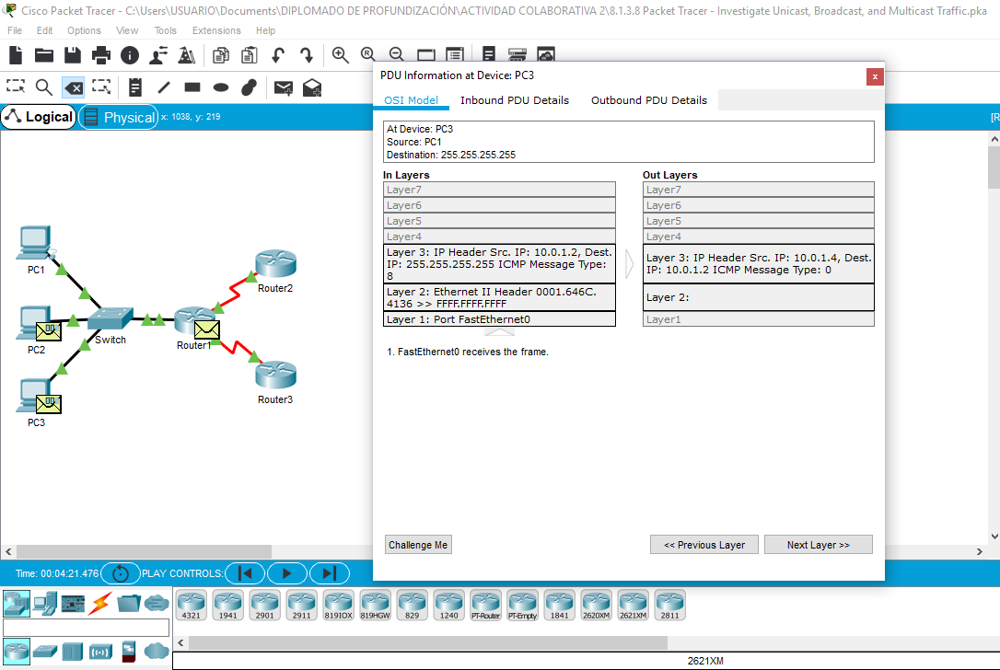 Cisco Packet Tracer - C:\Users\USUARIO\Documents\DIPLOMADO DE PROFUNDIZACIÓN\ACTIVIDAD COLABORATIVA 2\8.1.3.8 Packet Tracer - Investigate Unicast, Broadcast, and Multicast Traffic.pka
File Edit Options View Tools Extensions Help
PDU Information at Device: PC3
x
OSI Model Inbound PDU Details Outbound PDU Details
Logical Physical x: 1038, y: 219
[R
At Device: PC3
Source: PC1
Destination: 255.255.255.255
In Layers
Layer7
Layer6
Layer5
Layer4
Layer 3: IP Header Src. IP: 10.0.1.2, Dest.
IP: 255.255.255.255 ICMP Message Type:
8
Layer 2: Ethernet II Header 0001.646C.
4136 >> FFFF.FFFF.FFFF
Layer 1: Port FastEthernet0
Out Layers
Layer7
Layer6
Layer5
Layer4
Layer 3: IP Header Src. IP: 10.0.1.4, Dest.
IP: 10.0.1.2 ICMP Message Type: 0
Layer 2:
Layer1
1. FastEthernet0 receives the frame.
Challenge Me << Previous Layer Next Layer >>
PC1
PC2
PC3
Switch
Router1
Router2
Router3
Time: 00:04:21.476 PLAY CONTROLS:
4321 1941 2901 2911 819IOX 819HGW 829 1240 PT-Router PT-Empty 1841 2620XM 2621XM 2811
2621XM